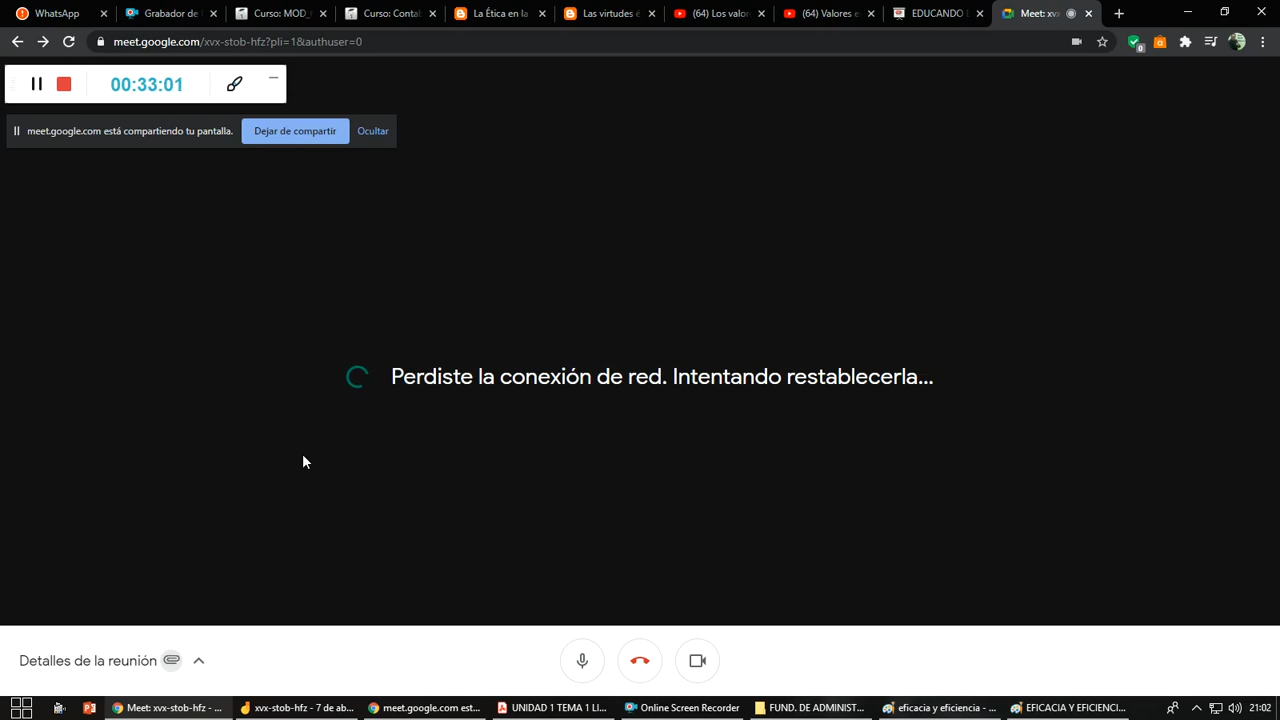 WhatsApp
Grabador de
Curso: MOD_
Curso: Conta
La Ética en la
Las virtudes é
(64) Los valor
(64) Valores e
EDUCANDO
Meet: xvx
meet.google.com/xvx-stob-hfz?pli=1&authuser=0
0
00:33:01
meet.google.com está compartiendo tu pantalla.
Dejar de compartir
Ocultar
Perdiste la conexión de red. Intentando restablecerla...
Detalles de la reunión
Meet: xvx-stob-hfz - ...
xvx-stob-hfz - 7 de ab...
meet.google.com est...
UNIDAD 1 TEMA 1 LI...
Online Screen Recorder
FUND. DE ADMINIST...
eficacia y eficiencia - ...
EFICACIA Y EFICIENCI...
21:02